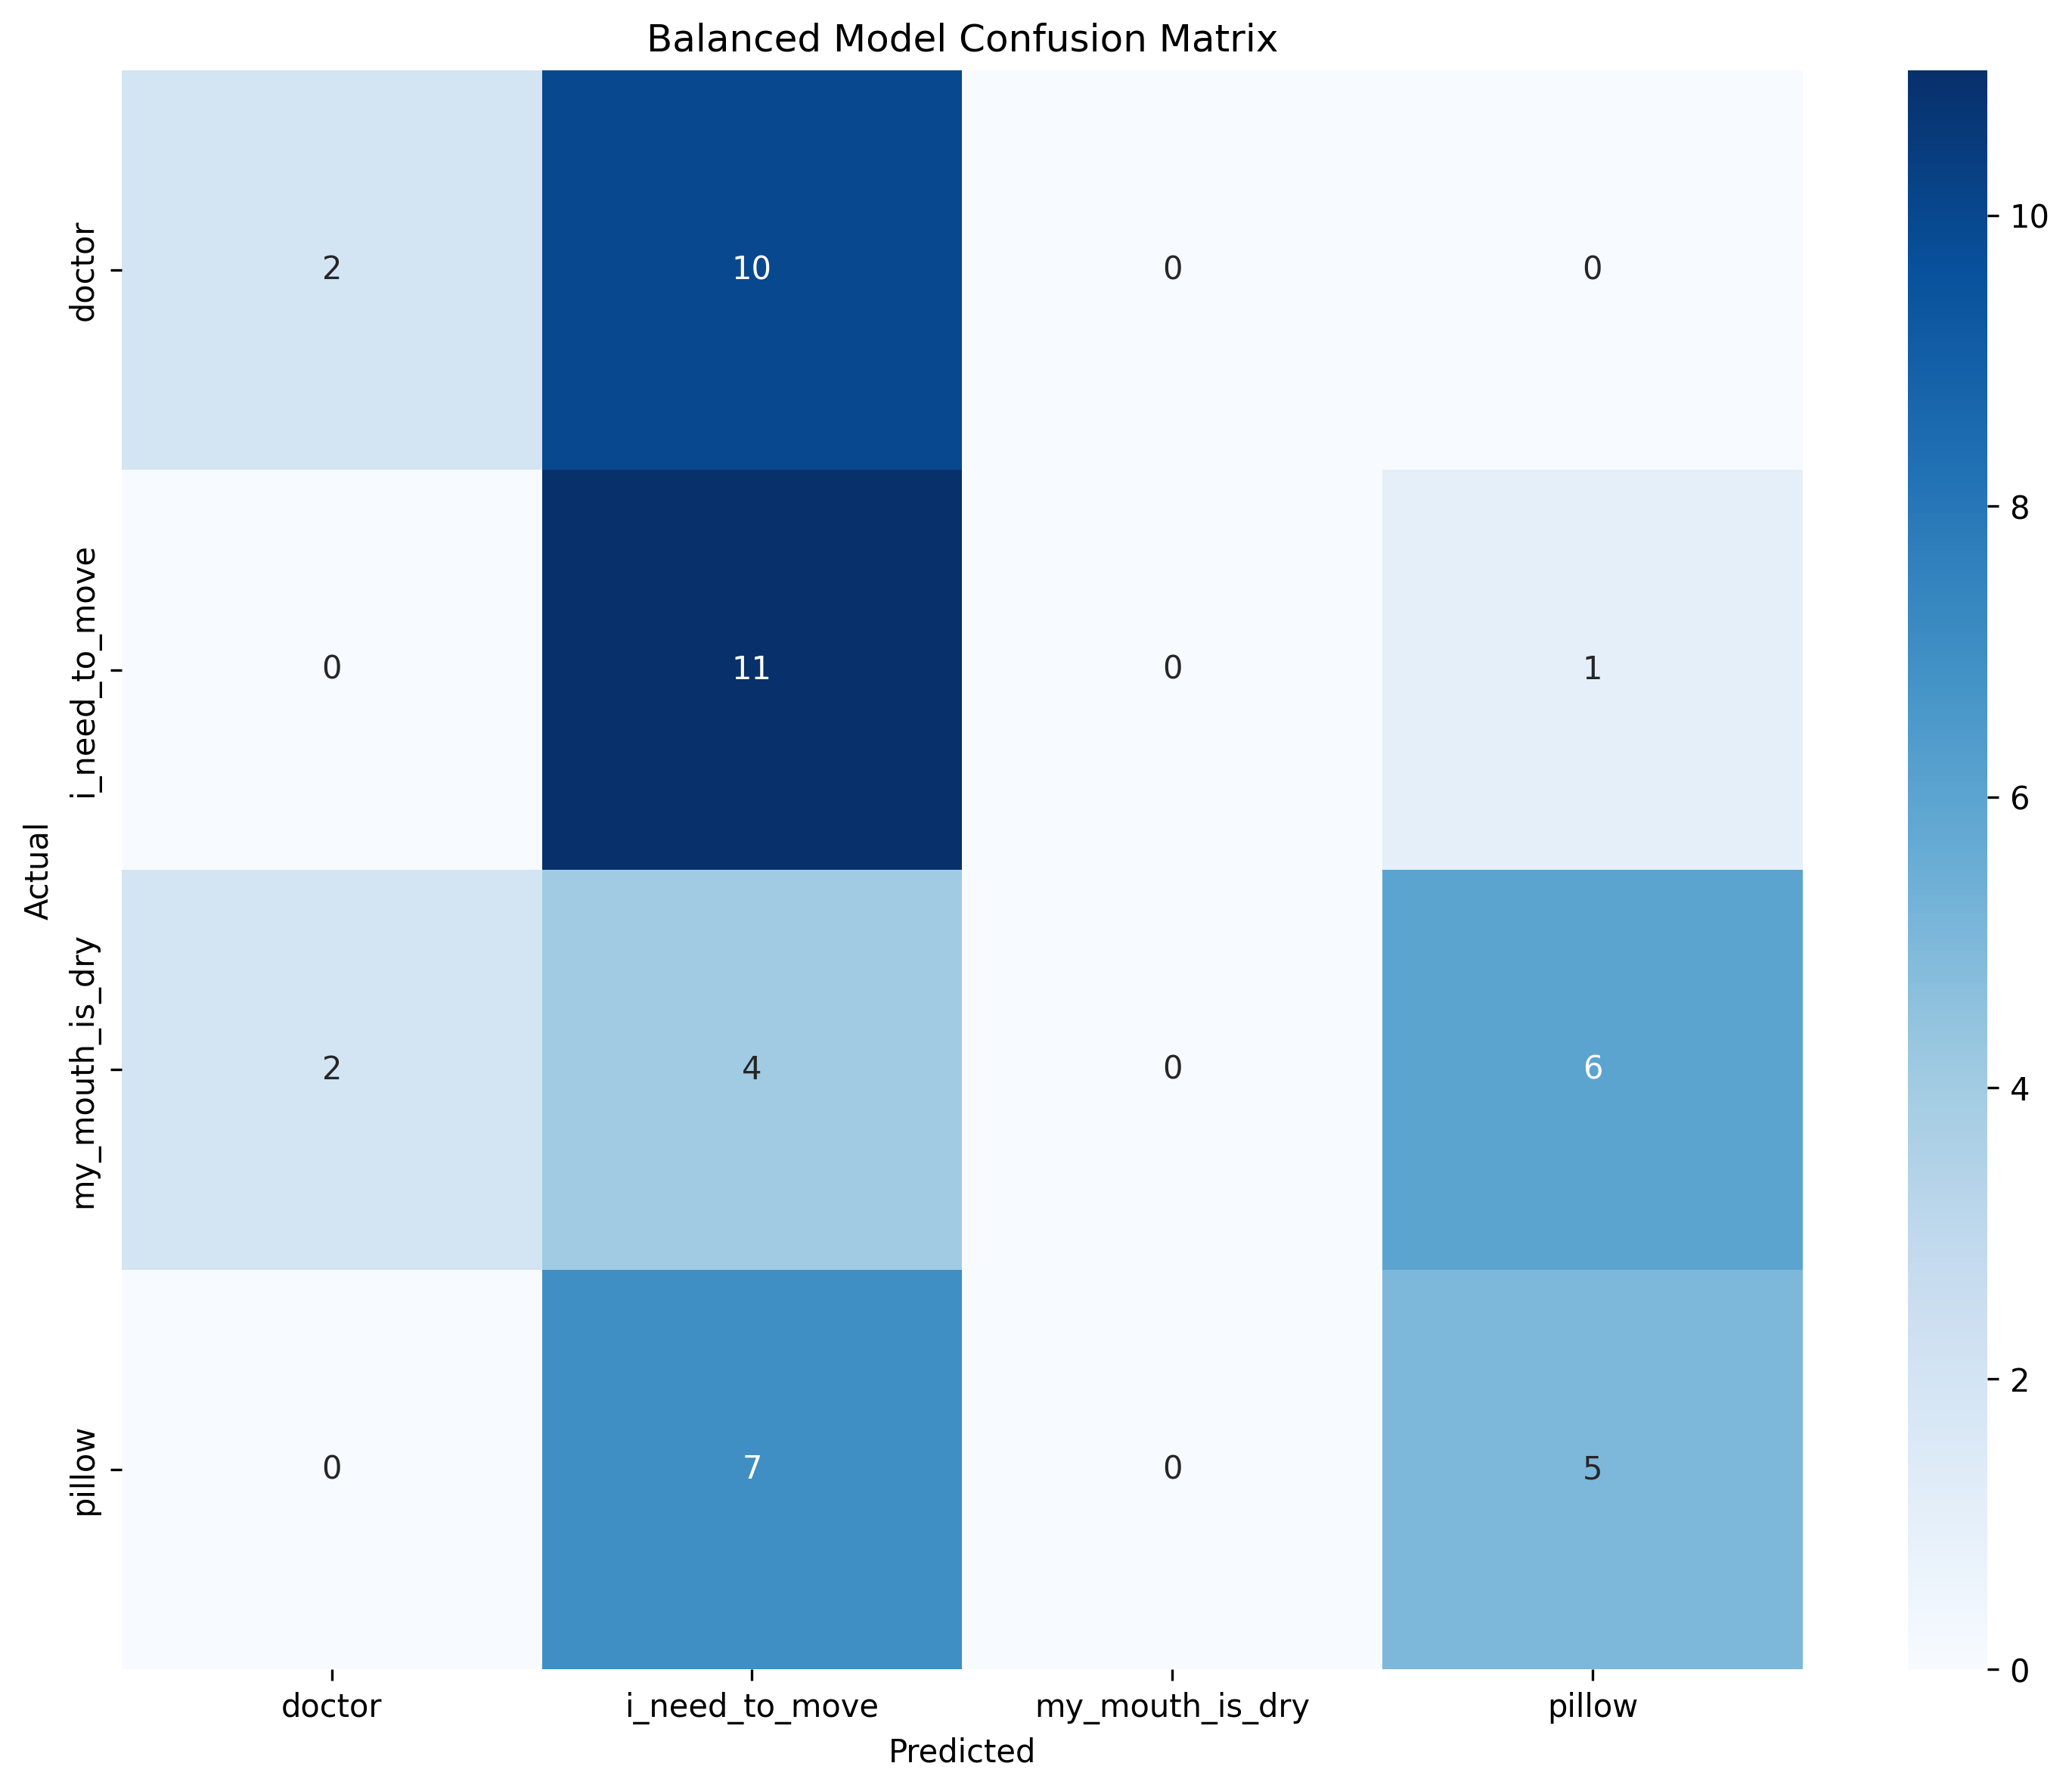 Balanced Model Confusion Matrix
Actual
doctor
2 10 0 0
i_need_to_move
0 11 0 1
my_mouth_is_dry
2 4 0 6
pillow
0 7 0 5
doctor i_need_to_move my_mouth_is_dry pillow
Predicted
10
8
6
4
2
0